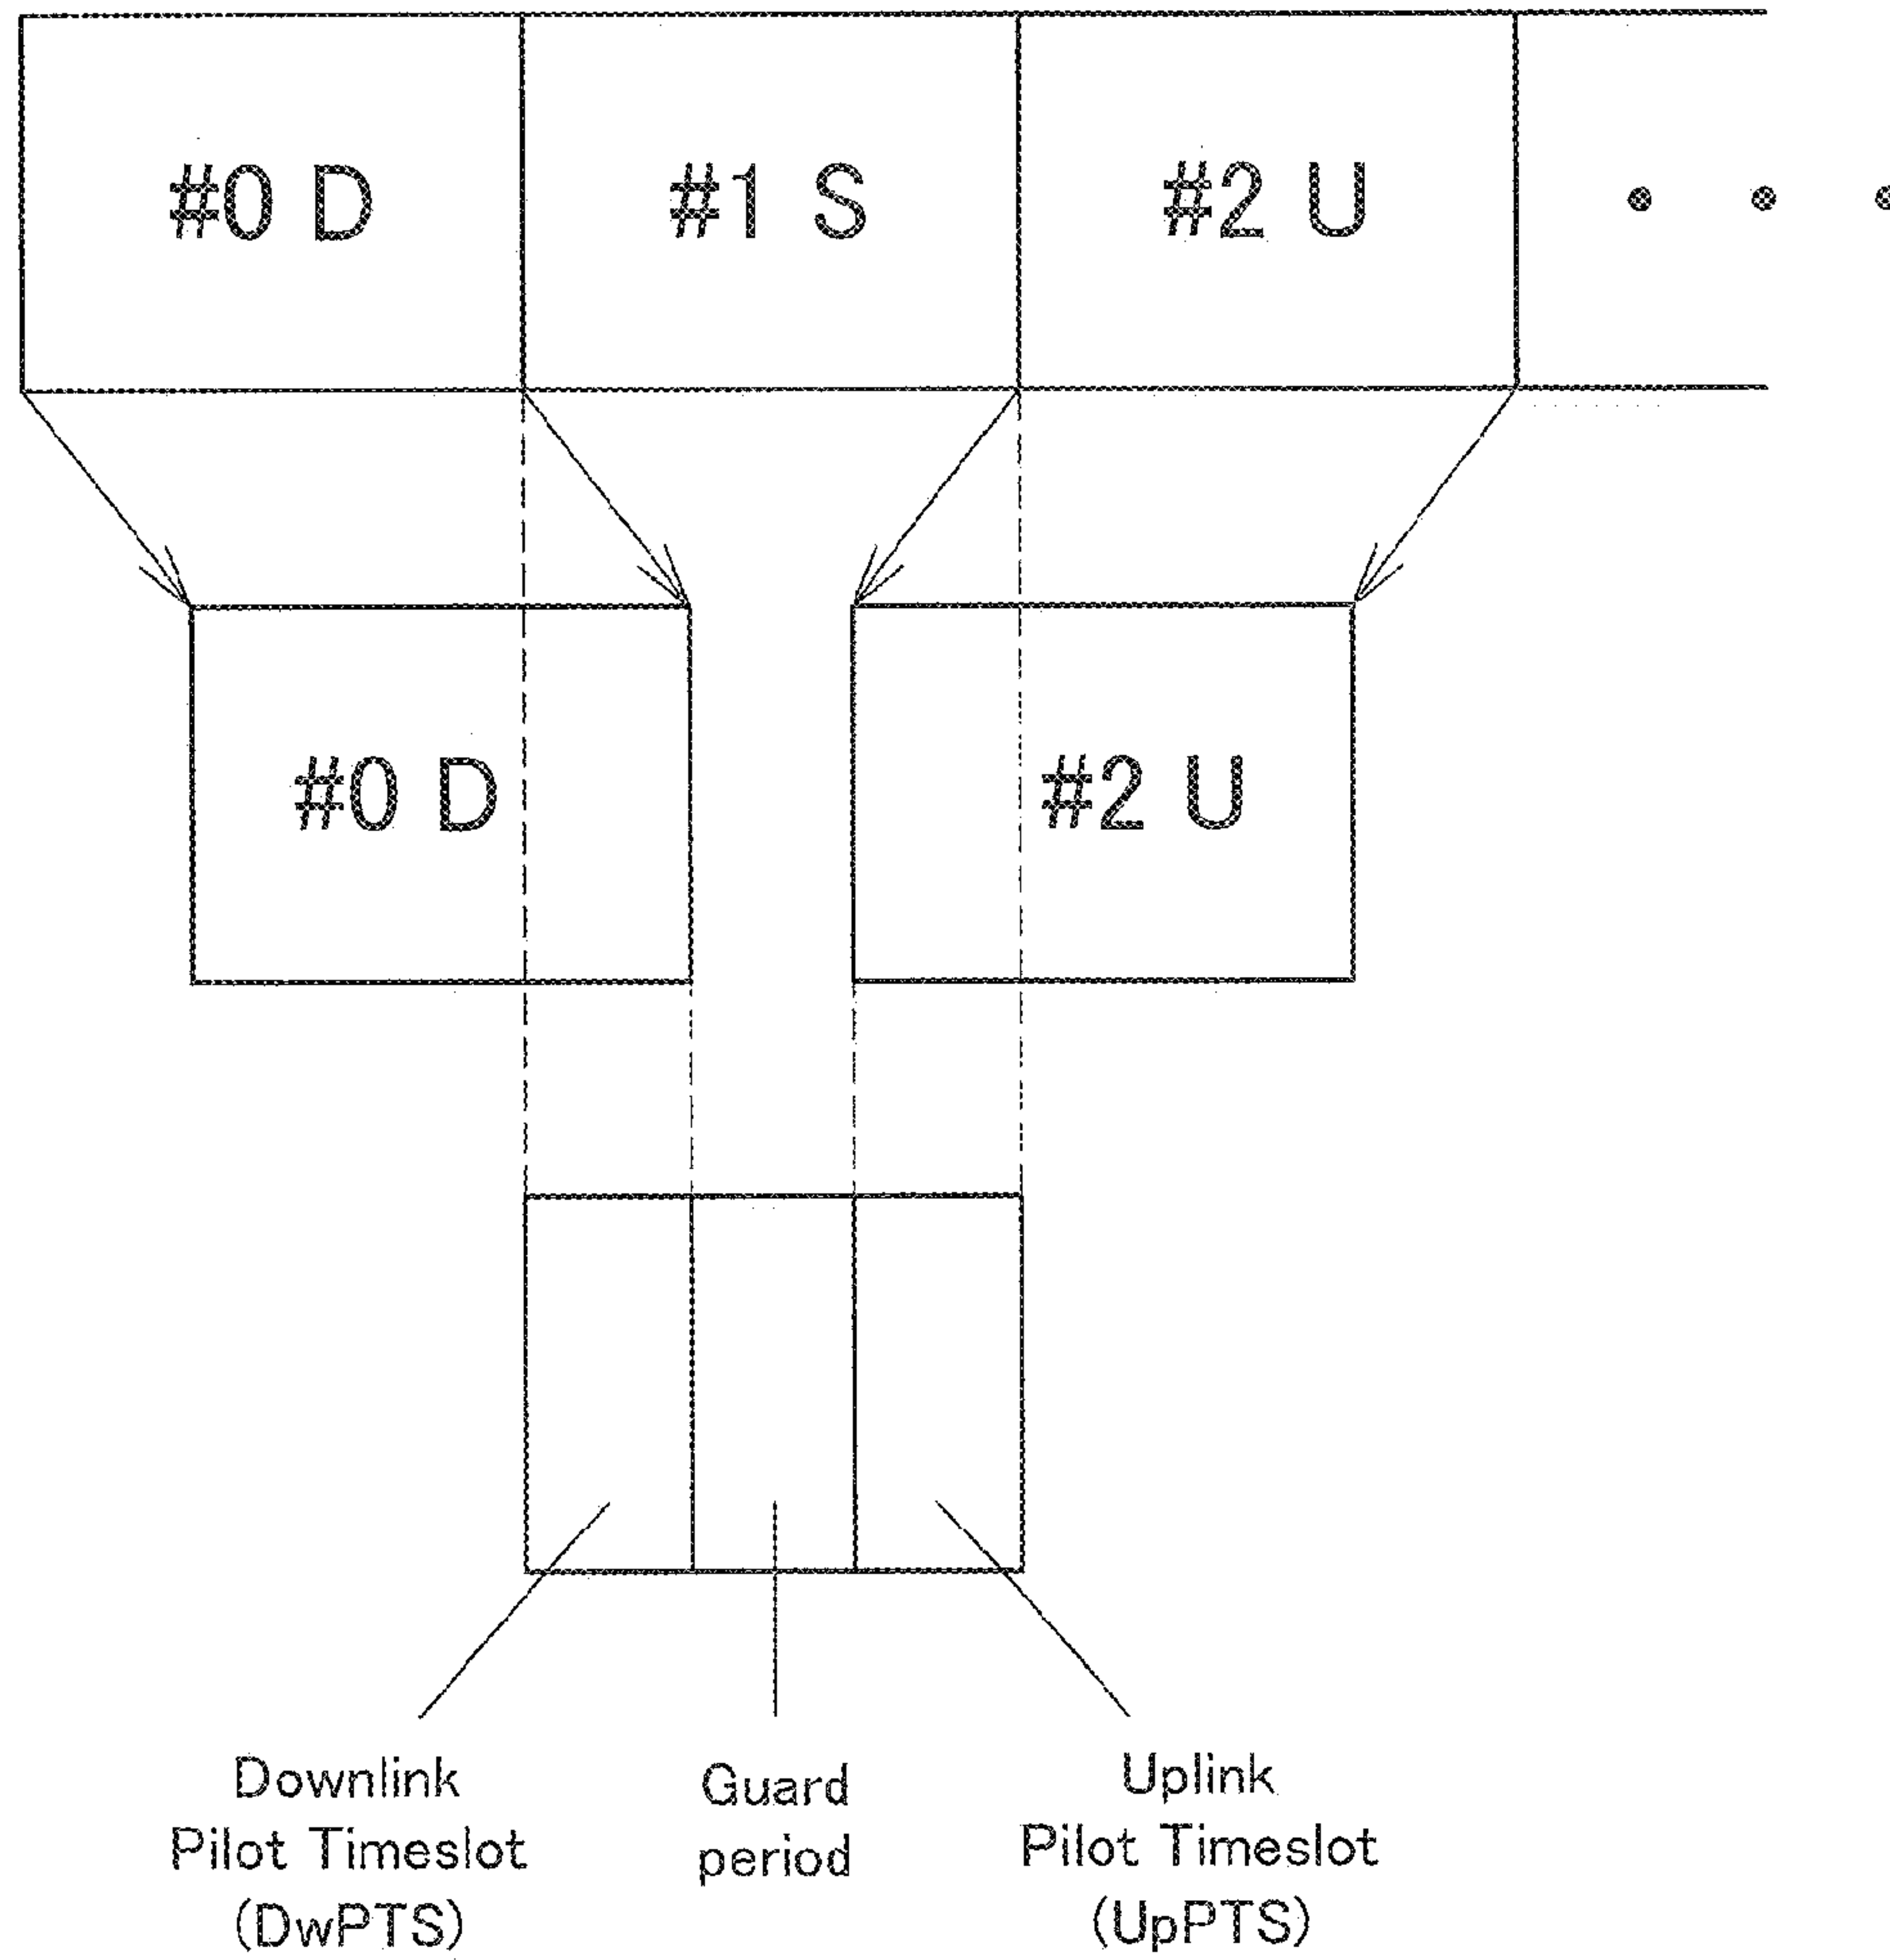 #0 D #1 S #2 U
#0 D #2 U
Downlink
Pilot Timeslot
(DwPTS)
Guard
period
Uplink
Pilot Timeslot
(UpPTS)